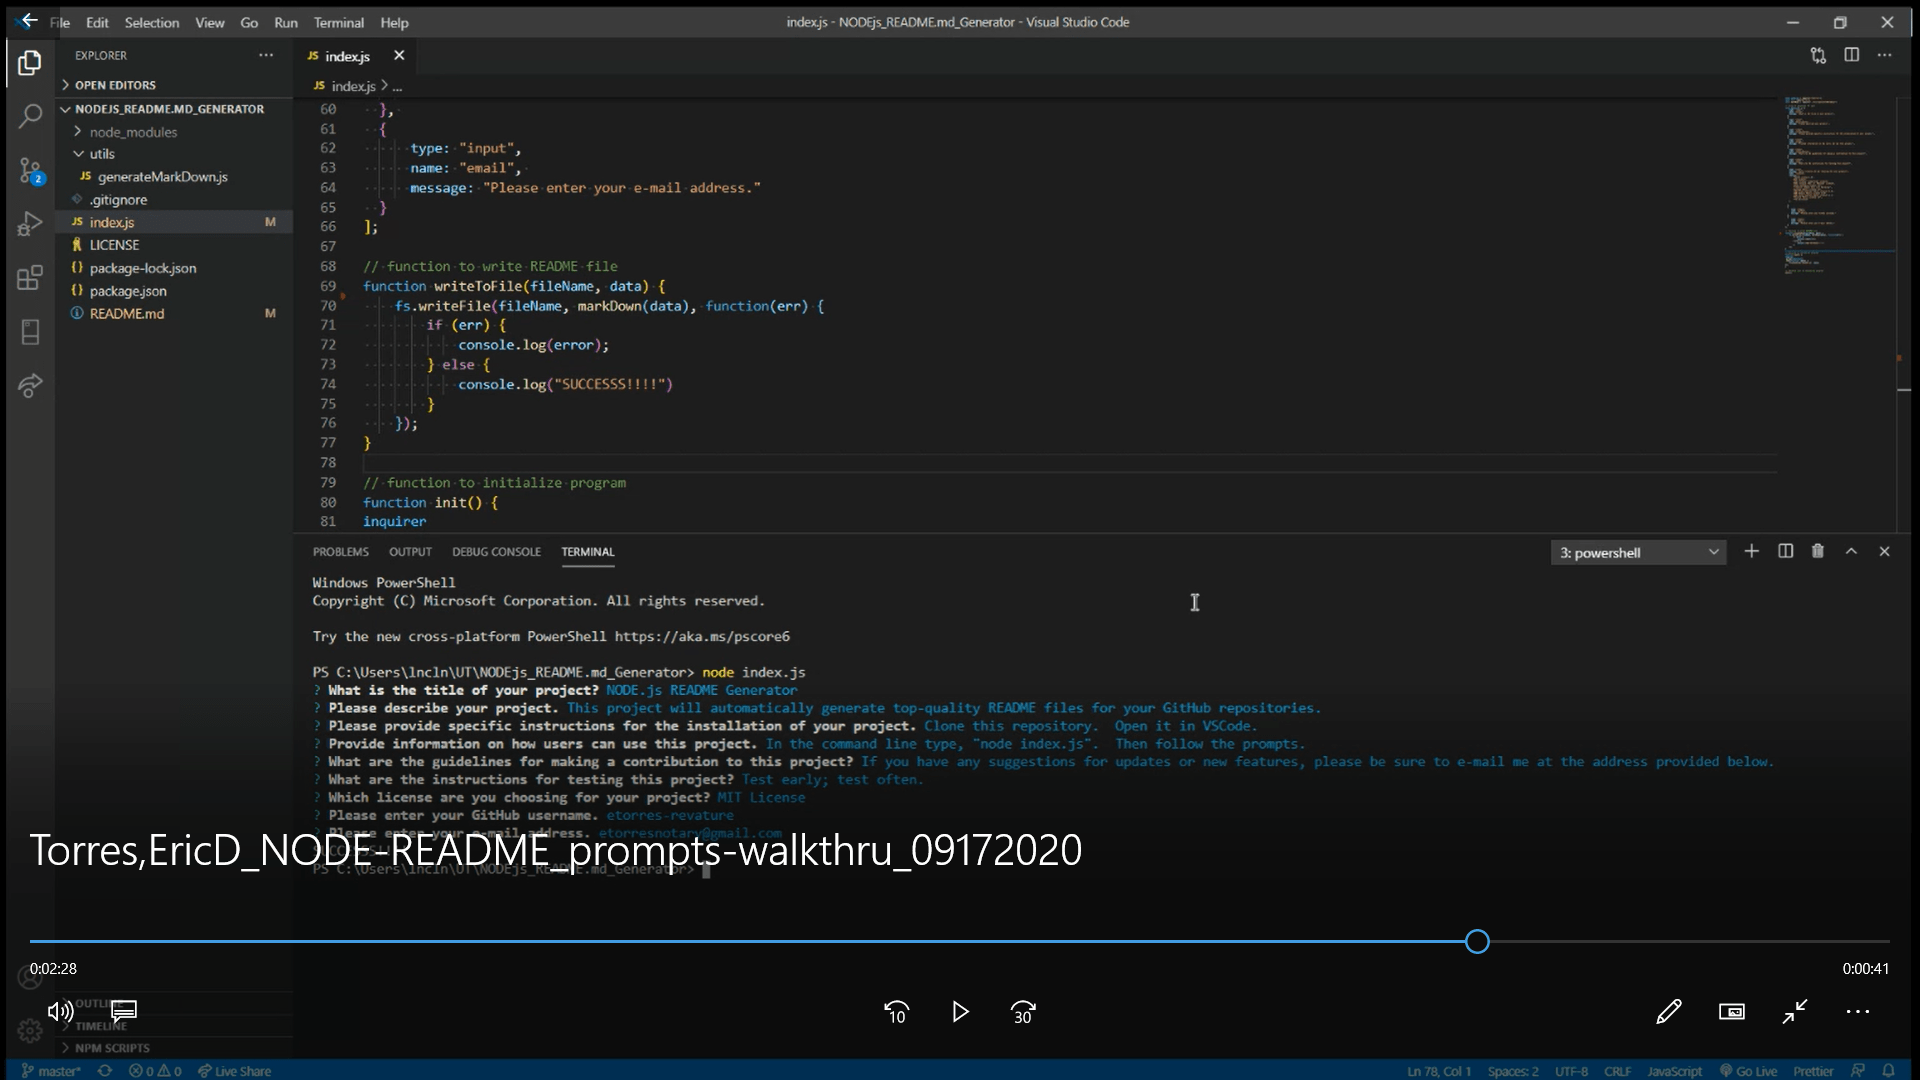 File Edit Selection View Go Run Terminal Help
index.js - NODEjs_README.md_Generator - Visual Studio Code
EXPLORER
OPEN EDITORS
NODEJS_README.MD_GENERATOR
node_modules
utils
JS generateMarkDown.js
.gitignore
JS index.js M
LICENSE
{} package-lock.json
{} package.json
README.md M
2
JS index.js
JS index.js > ...
60 },
61 {
62 type: "input",
63 name: "email",
64 message: "Please enter your e-mail address."
65 }
66 ];
67
68 // function to write README file
69 function writeToFile(fileName, data) {
70 fs.writeFile(fileName, markDown(data), function(err) {
71 if (err) {
72 console.log(error);
73 } else {
74 console.log("SUCCESSS!!!!")
75 }
76 });
77 }
78
79 // function to initialize program
80 function init() {
81 inquirer
PROBLEMS OUTPUT DEBUG CONSOLE TERMINAL
3: powershell
Windows PowerShell
Copyright (C) Microsoft Corporation. All rights reserved.
Try the new cross-platform PowerShell https://aka.ms/pscore6
PS C:\Users\lncln\UT\NODEjs_README.md_Generator> node index.js
? What is the title of your project? NODE.js README Generator
? Please describe your project. This project will automatically generate top-quality README files for your GitHub repositories.
? Please provide specific instructions for the installation of your project. Clone this repository. Open it in VSCode.
? Provide information on how users can use this project. In the command line type, "node index.js". Then follow the prompts.
? What are the guidelines for making a contribution to this project? If you have any suggestions for updates or new features, please be sure to e-mail me at the address provided below.
? What are the instructions for testing this project? Test early; test often.
? Which license are you choosing for your project? MIT License
? Please enter your GitHub username. etorres-revature
? Please enter your e-mail address. etorresnotary@gmail.com
Torres,EricD_NODE-README_prompts-walkthru_09172020
PS C:\Users\lncln\UT\NODEjs_README.md_Generator>
0:02:28
0:00:41
OUTLINE
TIMELINE
NPM SCRIPTS
10
30
master* 0 0 Live Share
Ln 78, Col 1 Spaces: 2 UTF-8 CRLF JavaScript Go Live Prettier